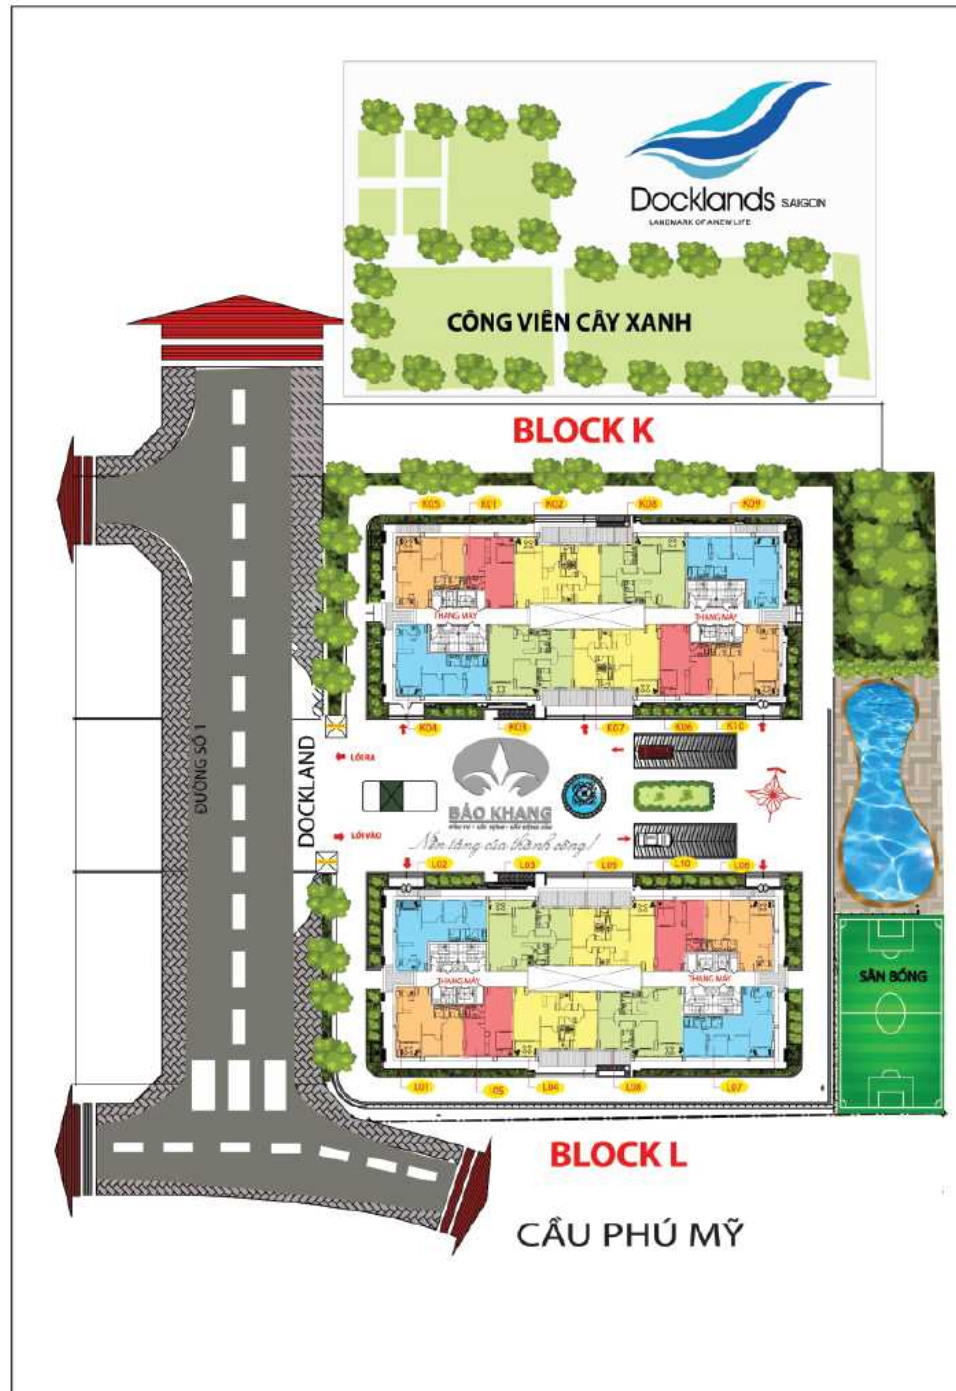 Docklands SAIGON
LANDMARK OF A NEW LIFE
CÔNG VIÊN CÂY XANH
BLOCK K
K05 K01 K02 K08 K09
THANG MÁY THANG MÁY
K04 K03 K07 K06 K10
ĐƯỜNG SỐ 1
DOCKLAND
LỐI RA
BẢO KHANG
Nền tảng của thành công!
LỐI VÀO
L02 L03 L09 L10 L06
THANG MÁY THANG MÁY
SÂN BÓNG
L01 L05 L04 L08 L07
BLOCK L
CẦU PHÚ MỸ